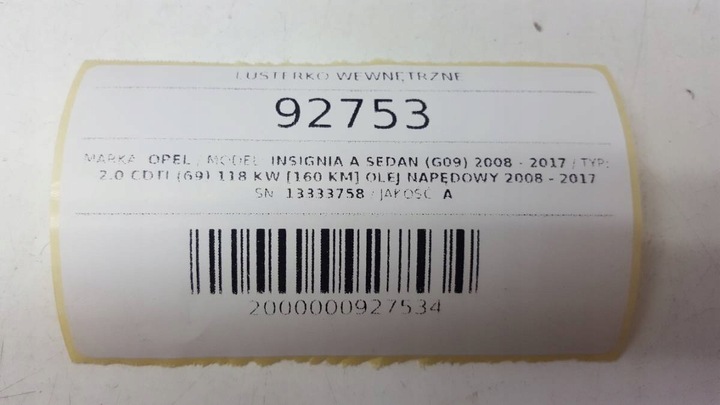 LUSTERKO WEWNĘTRZNE
92753
MARKA: OPEL / MODEL: INSIGNIA A SEDAN (G09) 2008 - 2017 / TYP:
2.0 CDTI (69) 118 KW [160 KM] OLEJ NAPĘDOWY 2008 - 2017
SN: 13333758 / JAKOŚĆ: A
2000000927534